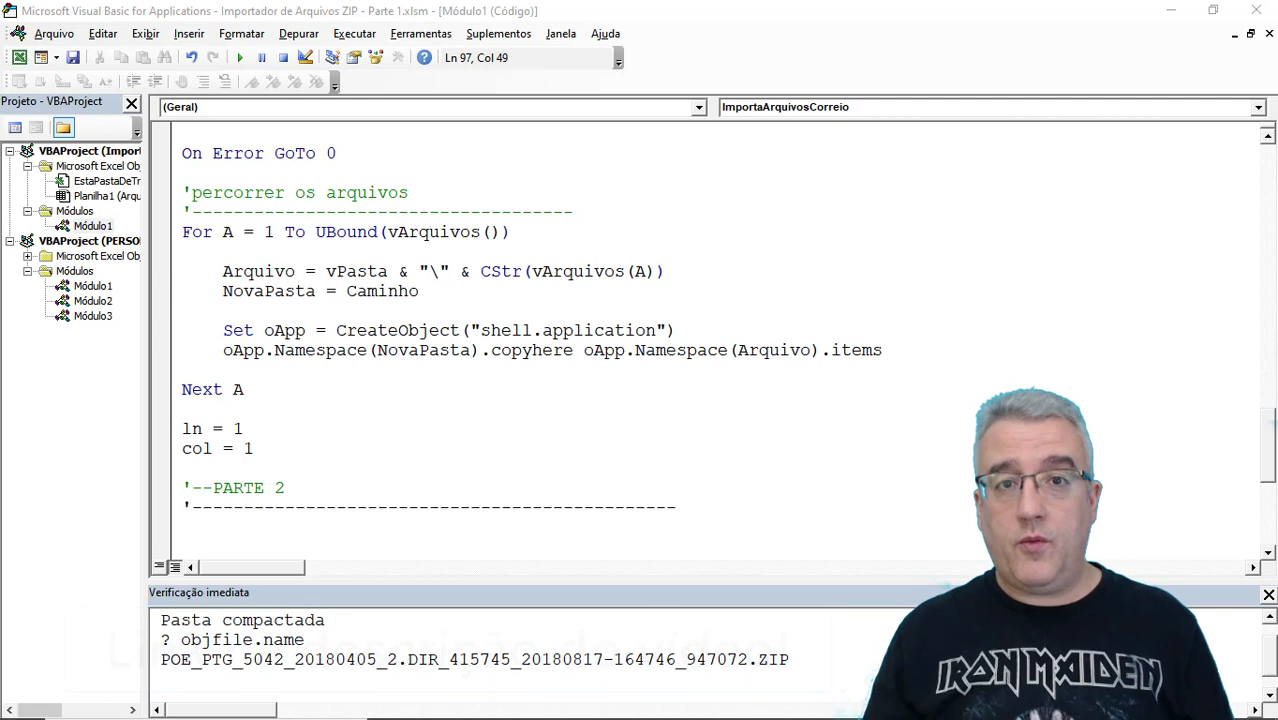 Microsoft Visual Basic for Applications - Importador de Arquivos ZIP - Parte 1.xlsm - [Módulo1 (Código)]
Arquivo Editar Exibir Inserir Formatar Depurar Executar Ferramentas Suplementos Janela Ajuda
Ln 97, Col 49
Projeto - VBAProject
(Geral)
ImportaArquivosCorreio
VBAProject (Import
Microsoft Excel Obj
EstaPastaDeTr
Planilha1 (Arqu
Módulos
Módulo1
VBAProject (PERSO
Microsoft Excel Obj
Módulos
Módulo1
Módulo2
Módulo3
On Error GoTo 0
'percorrer os arquivos
'-------------------------------------
For A = 1 To UBound(vArquivos())
Arquivo = vPasta & "\" & CStr(vArquivos(A))
NovaPasta = Caminho
Set oApp = CreateObject("shell.application")
oApp.Namespace(NovaPasta).copyhere oApp.Namespace(Arquivo).items
Next A
ln = 1
col = 1
'--PARTE 2
'-----------------------------------------------
Verificação imediata
Pasta compactada
? objfile.name
POE_PTG_5042_20180405_2.DIR_415745_20180817-164746_947072.ZIP
IRON MAIDEN